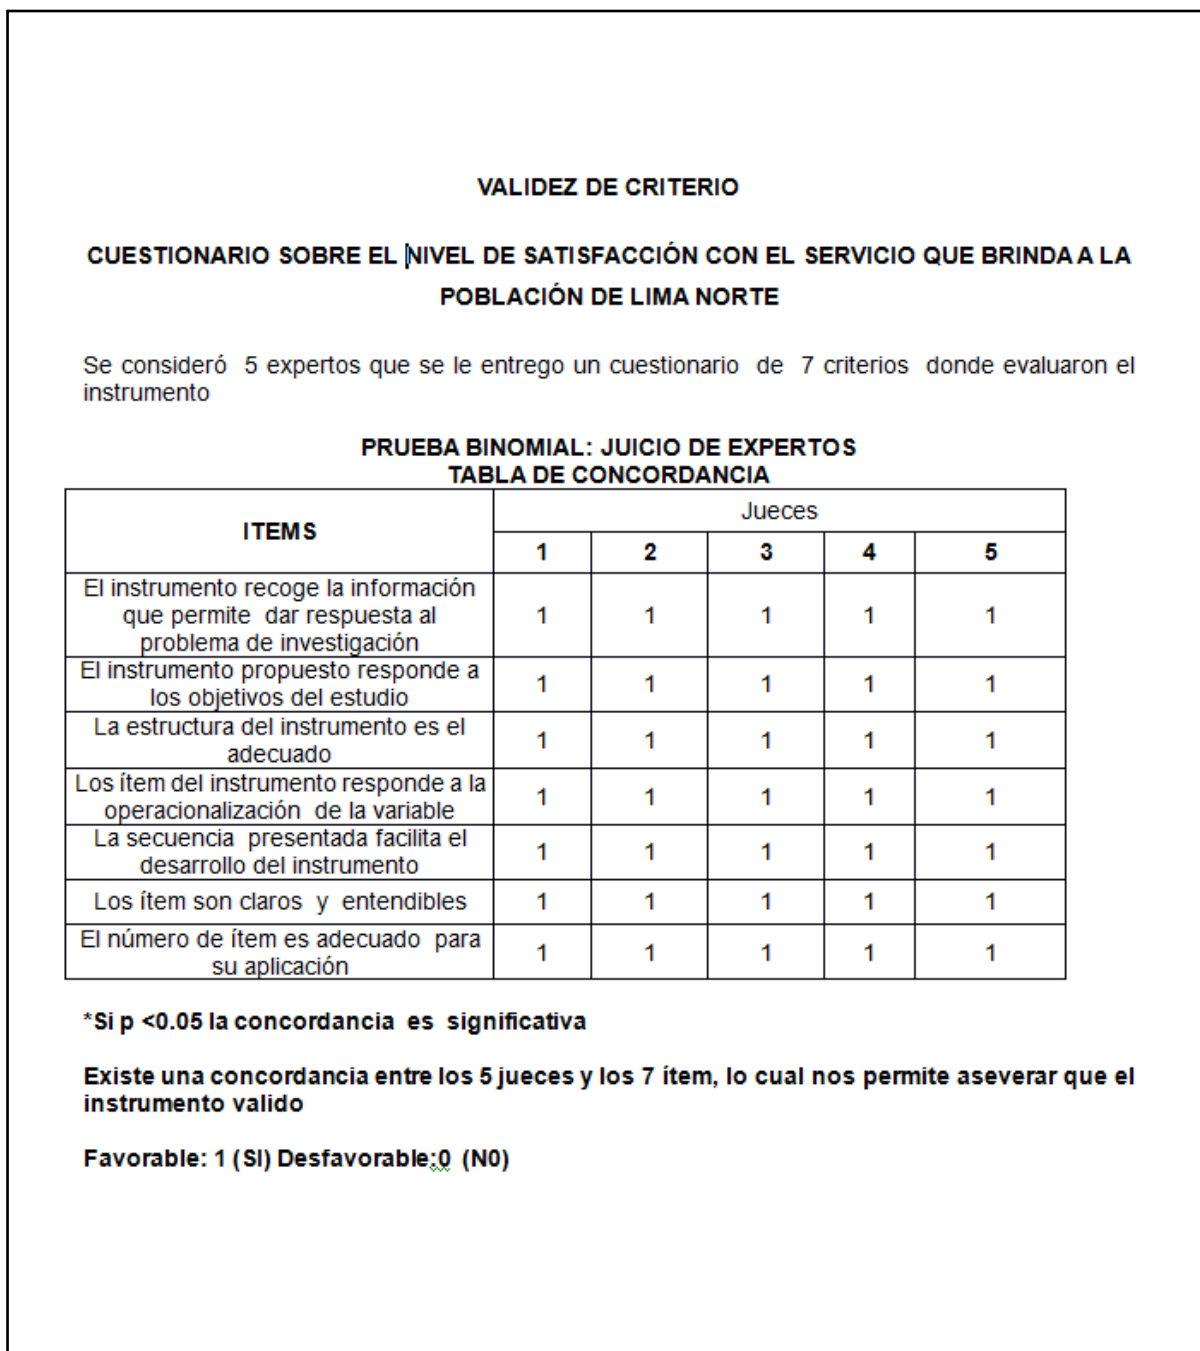 VALIDEZ DE CRITERIO
CUESTIONARIO SOBRE EL NIVEL DE SATISFACCIÓN CON EL SERVICIO QUE BRINDA A LA
POBLACIÓN DE LIMA NORTE
Se consideró 5 expertos que se le entrego un cuestionario de 7 criterios donde evaluaron el
instrumento
PRUEBA BINOMIAL: JUICIO DE EXPERTOS
TABLA DE CONCORDANCIA
ITEMS
Jueces
1 2 3 4 5
El instrumento recoge la información
que permite dar respuesta al
problema de investigación
1 1 1 1 1
El instrumento propuesto responde a
los objetivos del estudio
1 1 1 1 1
La estructura del instrumento es el
adecuado
1 1 1 1 1
Los ítem del instrumento responde a la
operacionalización de la variable
1 1 1 1 1
La secuencia presentada facilita el
desarrollo del instrumento
1 1 1 1 1
Los ítem son claros y entendibles
1 1 1 1 1
El número de ítem es adecuado para
su aplicación
1 1 1 1 1
*Si p <0.05 la concordancia es significativa
Existe una concordancia entre los 5 jueces y los 7 ítem, lo cual nos permite aseverar que el
instrumento valido
Favorable: 1 (SI) Desfavorable:0 (N0)